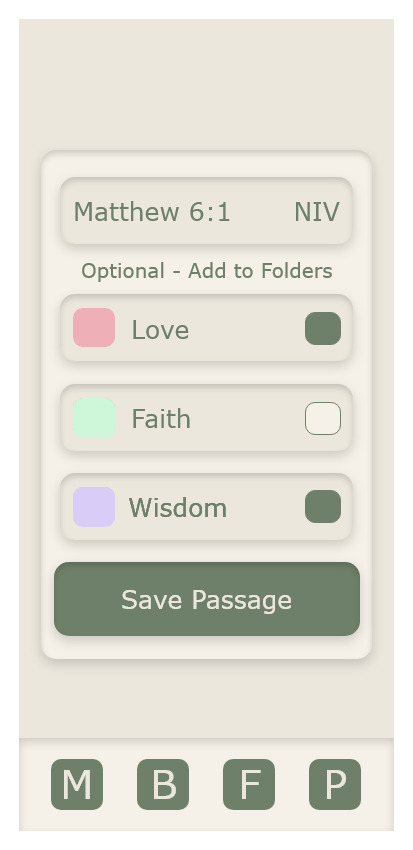 Matthew 6:1 NIV
Optional - Add to Folders
Love
Faith
Wisdom
Save Passage
M B F P